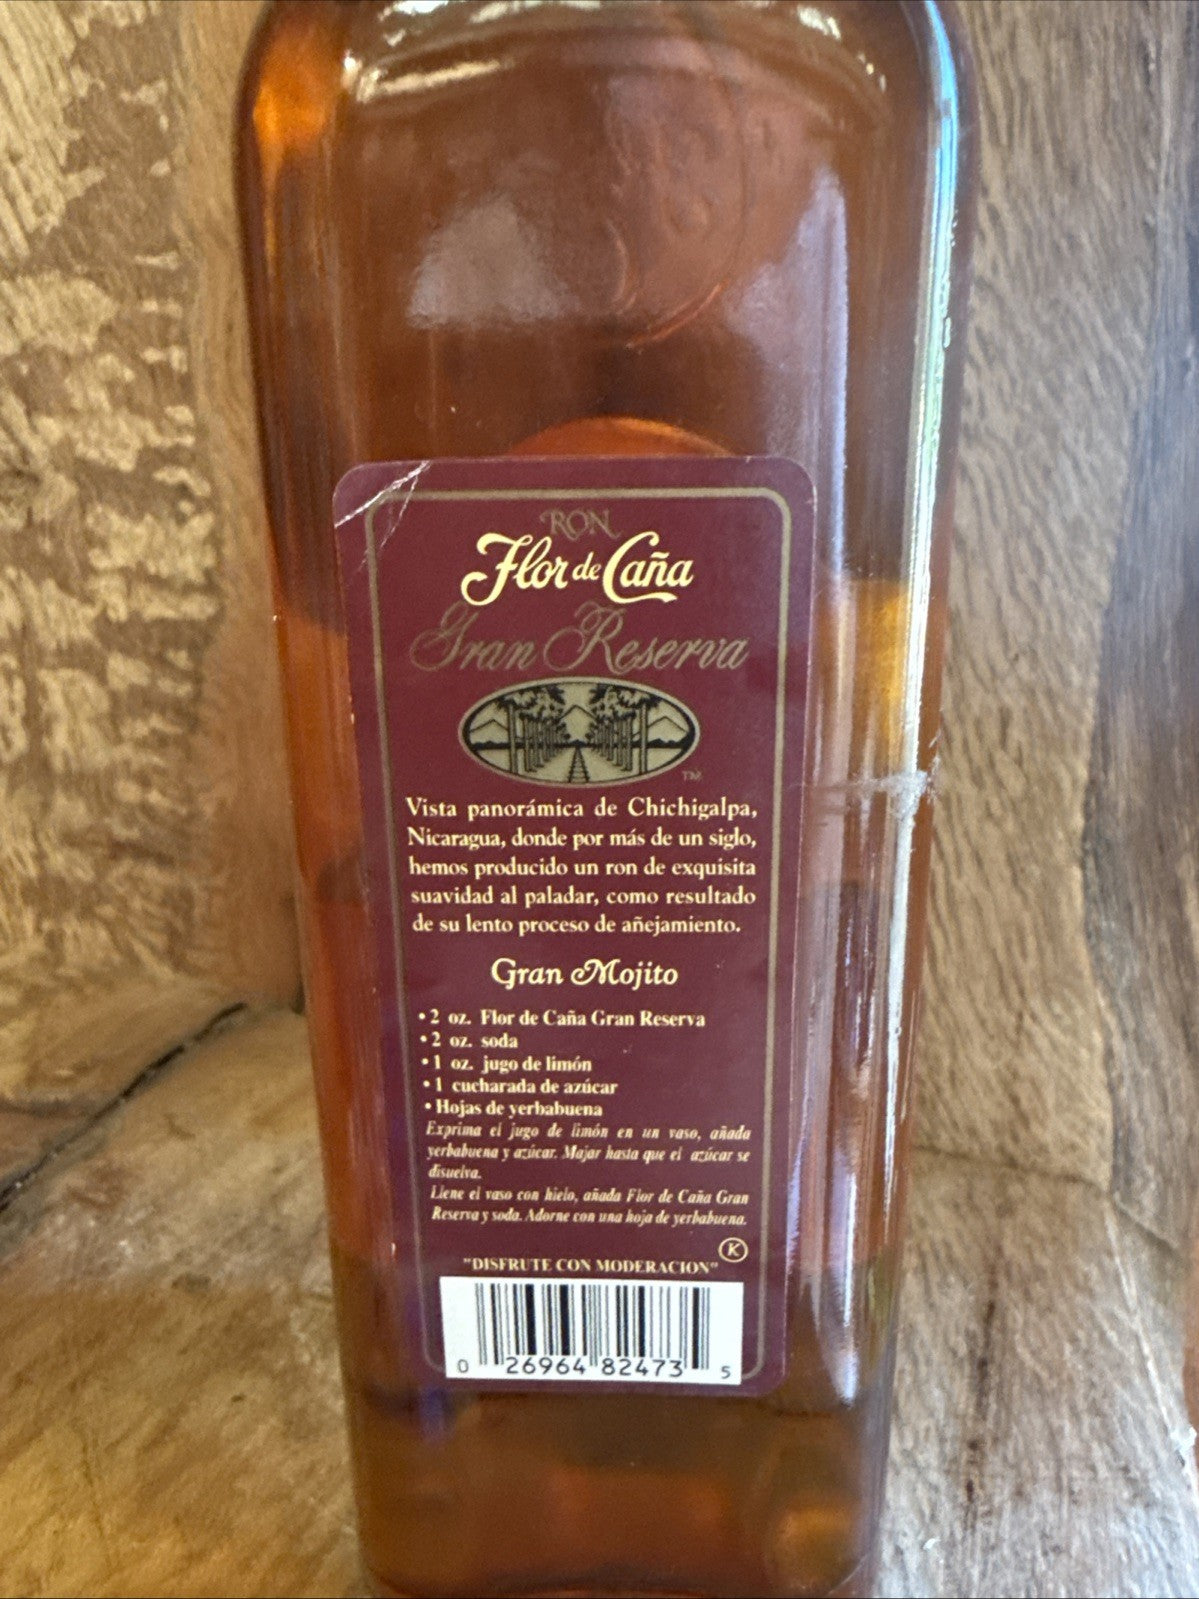 RON
Flor de Caña
Gran Reserva
TM
Vista panorámica de Chichigalpa,
Nicaragua, donde por más de un siglo,
hemos producido un ron de exquisita
suavidad al paladar, como resultado
de su lento proceso de añejamiento.
Gran Mojito
• 2 oz. Flor de Caña Gran Reserva
• 2 oz. soda
• 1 oz. jugo de limón
• 1 cucharada de azúcar
• Hojas de yerbabuena
Exprima el jugo de limón en un vaso, añada
yerbabuena y azúcar. Majar hasta que el azúcar se
disuelva.
Llene el vaso con hielo, añada Flor de Caña Gran
Reserva y soda. Adorne con una hoja de yerbabuena.
K
"DISFRUTE CON MODERACION"
0 26964 82473 5